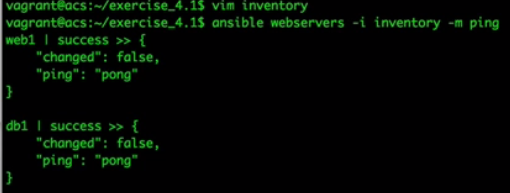 vagrant@acs:~/exercise_4.1$ vim inventory
vagrant@acs:~/exercise_4.1$ ansible webservers -i inventory -m ping
web1 | success >> {
    "changed": false,
    "ping": "pong"
}

db1 | success >> {
    "changed": false,
    "ping": "pong"
}